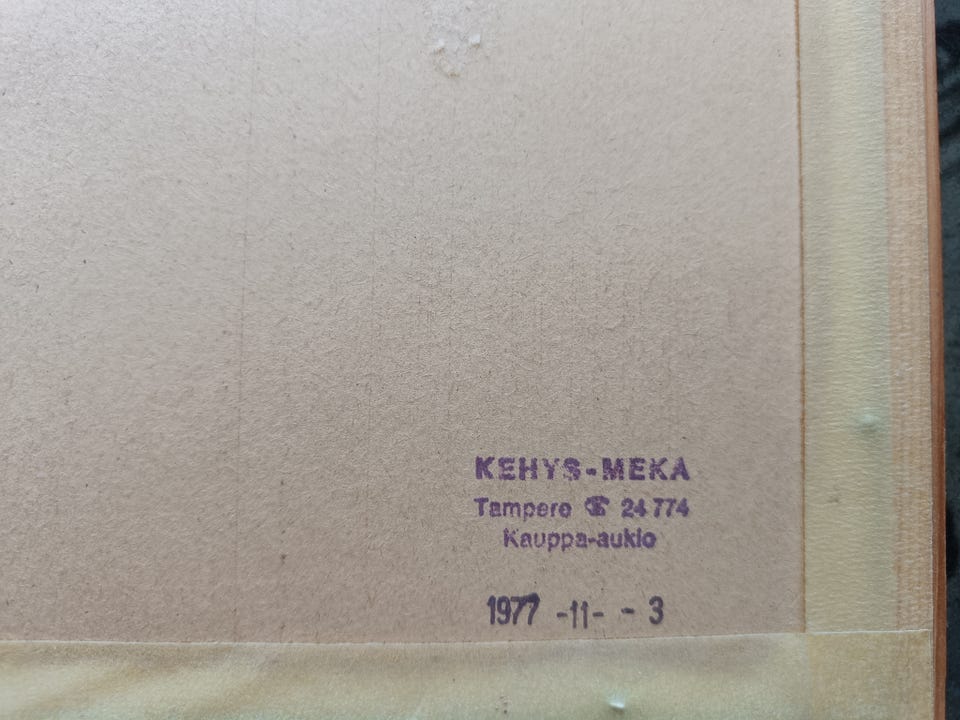 KEHYS-MEKA
Tampere ☎ 24 774
Kauppa-aukio
1977 -11- - 3